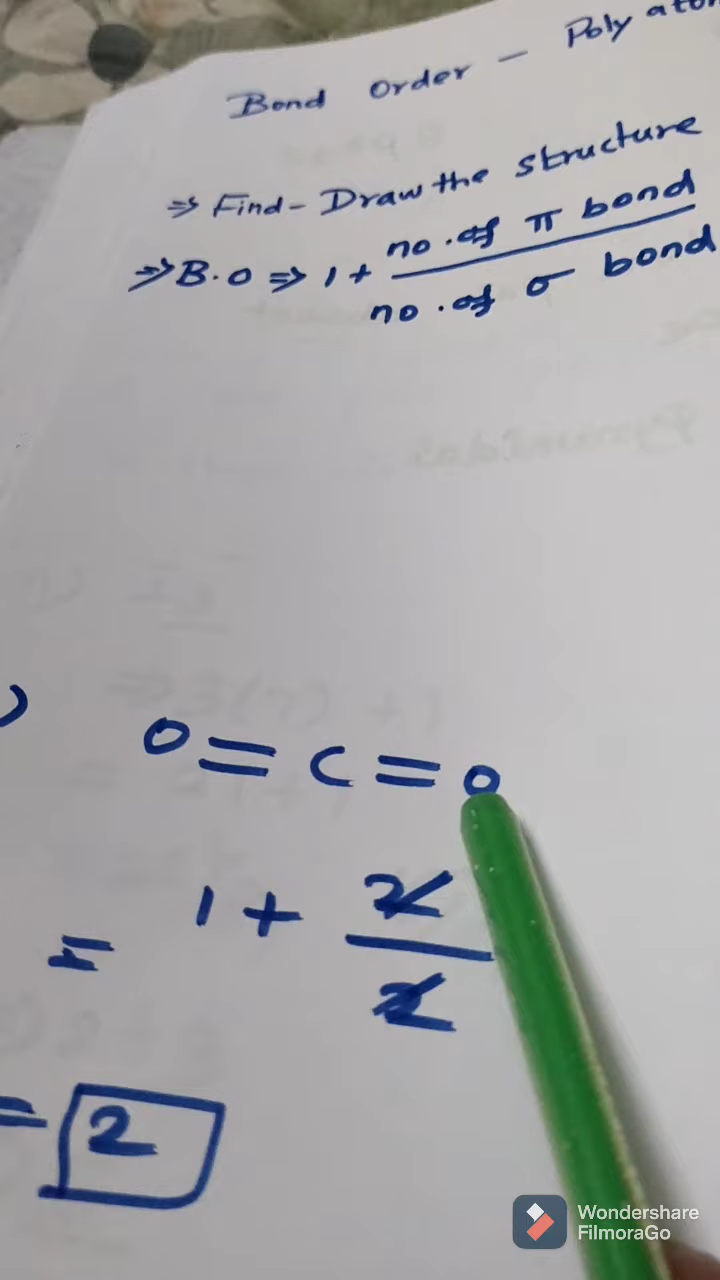 Bond Order - Poly
⇒ Find - Draw the structure
⇒ B.O ⇒ 1 + no. of π bond
no. of σ bond
)
O = C = O
= 1 + 2
2
= 2
Wondershare
FilmoraGo